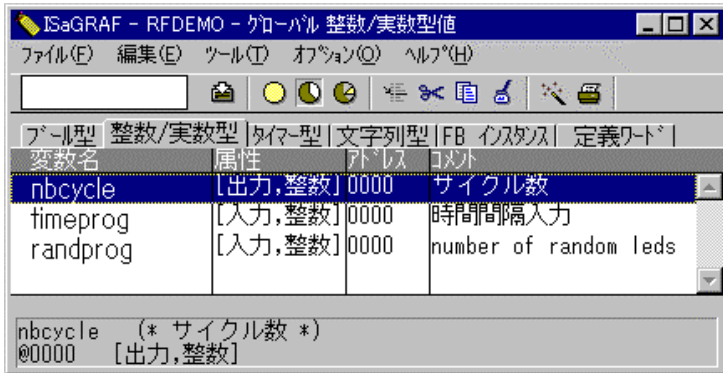 ISaGRAF - RFDEMO - ｸﾞﾛｰﾊﾞﾙ 整数/実数型値
ﾌｧｲﾙ(F) 編集(E) ﾂｰﾙ(T) ｵﾌﾟｼｮﾝ(O) ﾍﾙﾌﾟ(H)
ﾌﾞｰﾙ型 整数/実数型 ﾀｲﾏｰ型 文字列型 FB ｲﾝｽﾀﾝｽ 定義ﾜｰﾄﾞ
変数名 属性 ｱﾄﾞﾚｽ ｺﾒﾝﾄ
nbcycle [出力,整数] 0000 サイクル数
timeprog [入力,整数] 0000 時間間隔入力
randprog [入力,整数] 0000 number of random leds
nbcycle (* サイクル数 *)
@0000 [出力,整数]